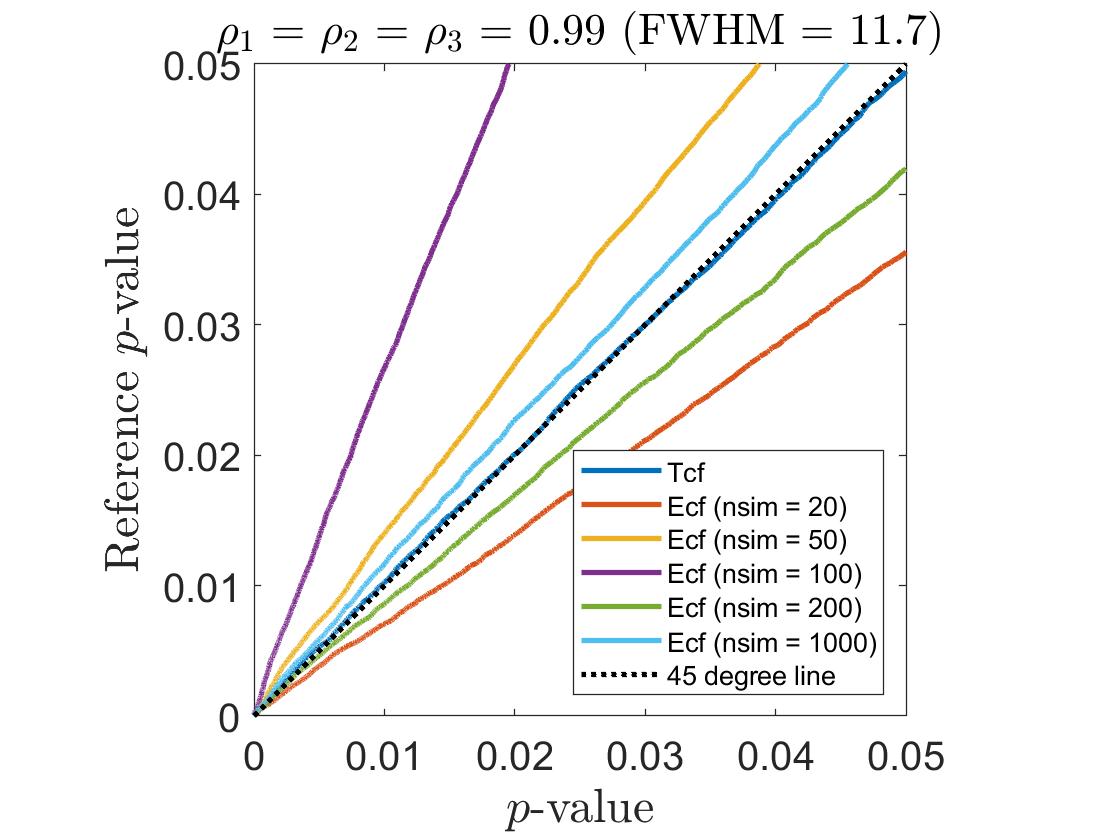 ρ₁ = ρ₂ = ρ₃ = 0.99 (FWHM = 11.7)
0.05
0.04
0.03
0.02
0.01
0
Reference p-value
Tcf
Ecf (nsim = 20)
Ecf (nsim = 50)
Ecf (nsim = 100)
Ecf (nsim = 200)
Ecf (nsim = 1000)
45 degree line
0 0.01 0.02 0.03 0.04 0.05
p-value